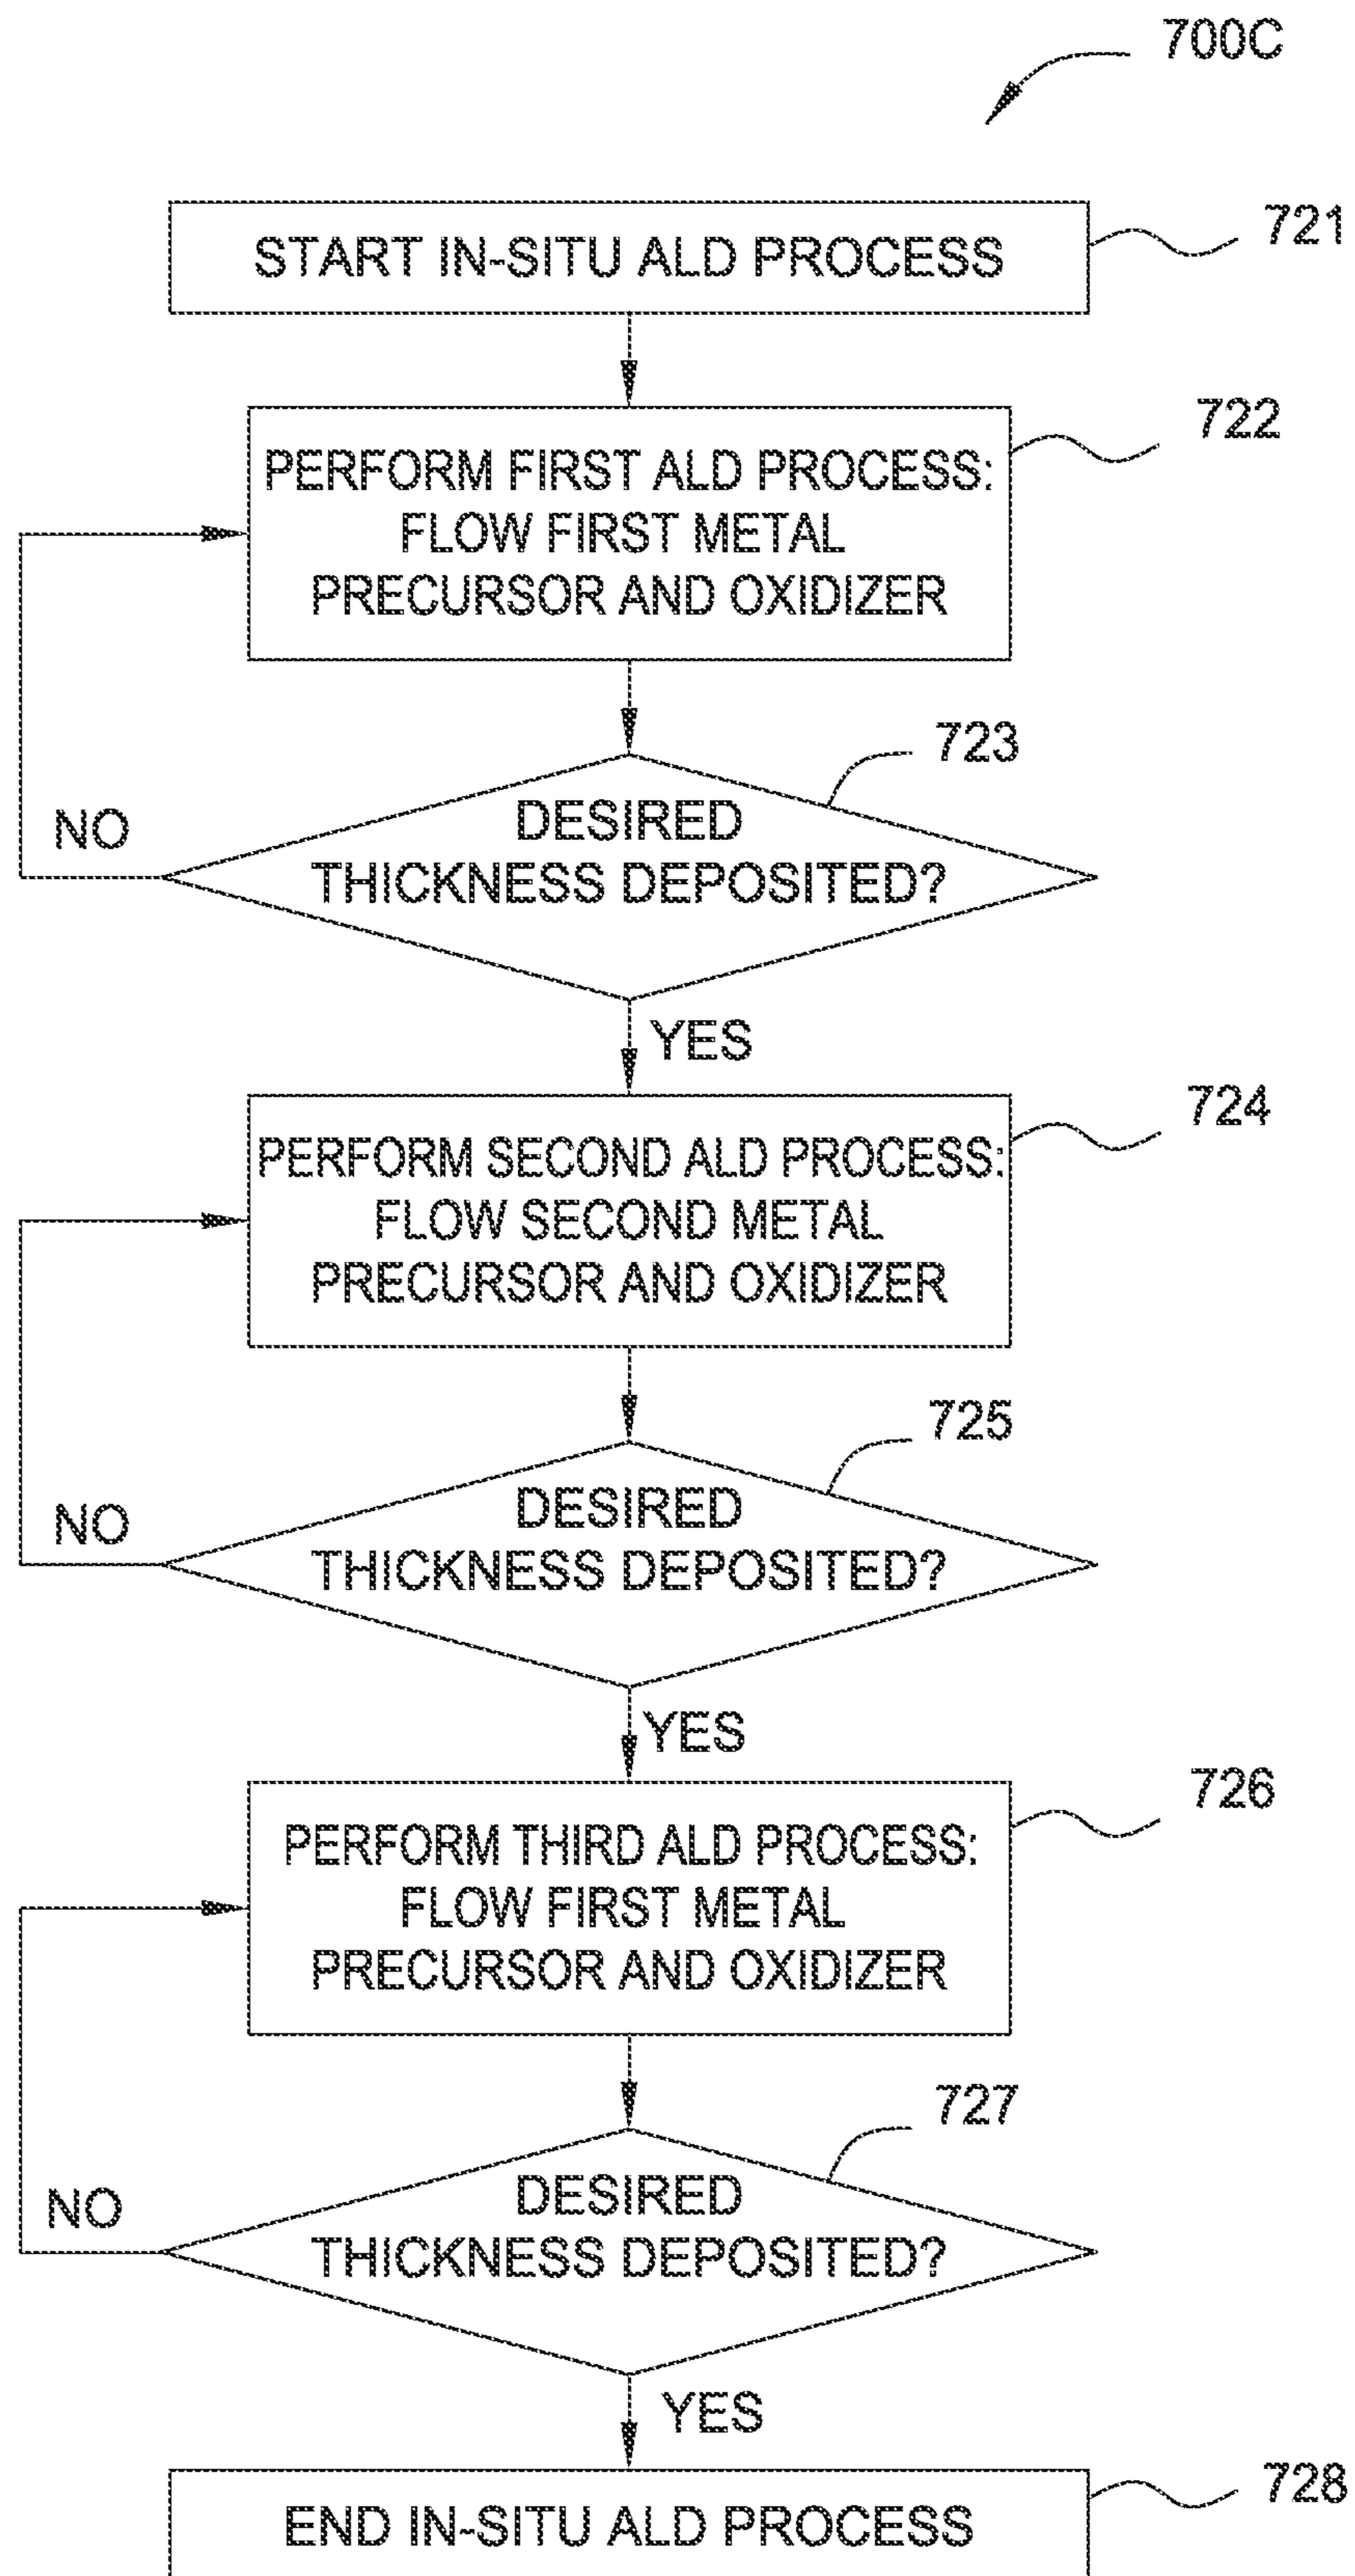 700C
START IN-SITU ALD PROCESS
721
PERFORM FIRST ALD PROCESS:
FLOW FIRST METAL
PRECURSOR AND OXIDIZER
722
723
DESIRED
THICKNESS DEPOSITED?
NO
YES
PERFORM SECOND ALD PROCESS:
FLOW SECOND METAL
PRECURSOR AND OXIDIZER
724
725
DESIRED
THICKNESS DEPOSITED?
NO
YES
PERFORM THIRD ALD PROCESS:
FLOW FIRST METAL
PRECURSOR AND OXIDIZER
726
727
DESIRED
THICKNESS DEPOSITED?
NO
YES
END IN-SITU ALD PROCESS
728